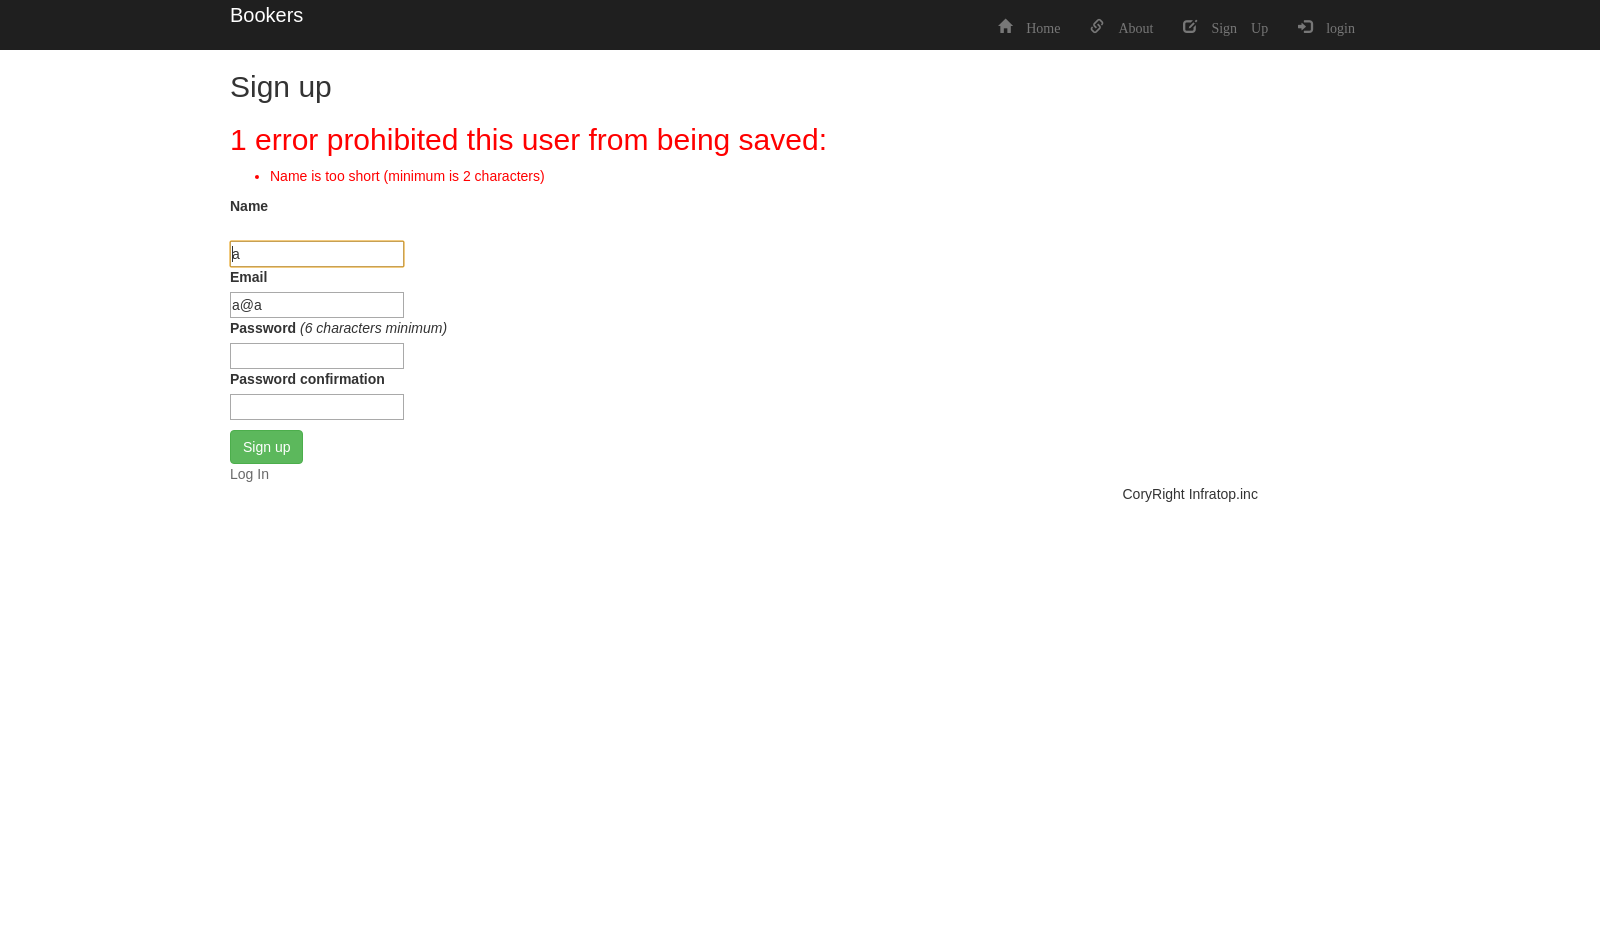 Bookers
Home About Sign Up login
Sign up
1 error prohibited this user from being saved:
• Name is too short (minimum is 2 characters)
Name
a
Email
a@a
Password (6 characters minimum)
Password confirmation
Sign up
Log In
CoryRight Infratop.inc